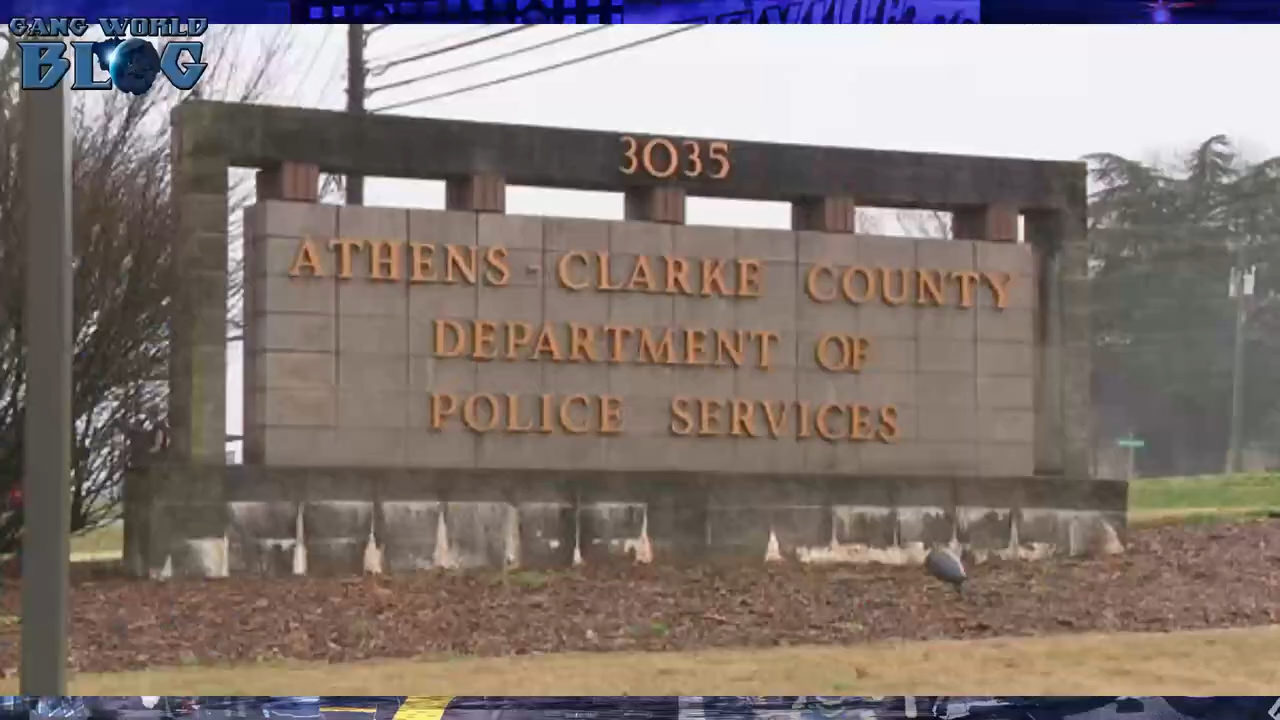 GANG WORLD
BLOG
3035
ATHENS - CLARKE COUNTY
DEPARTMENT OF
POLICE SERVICES